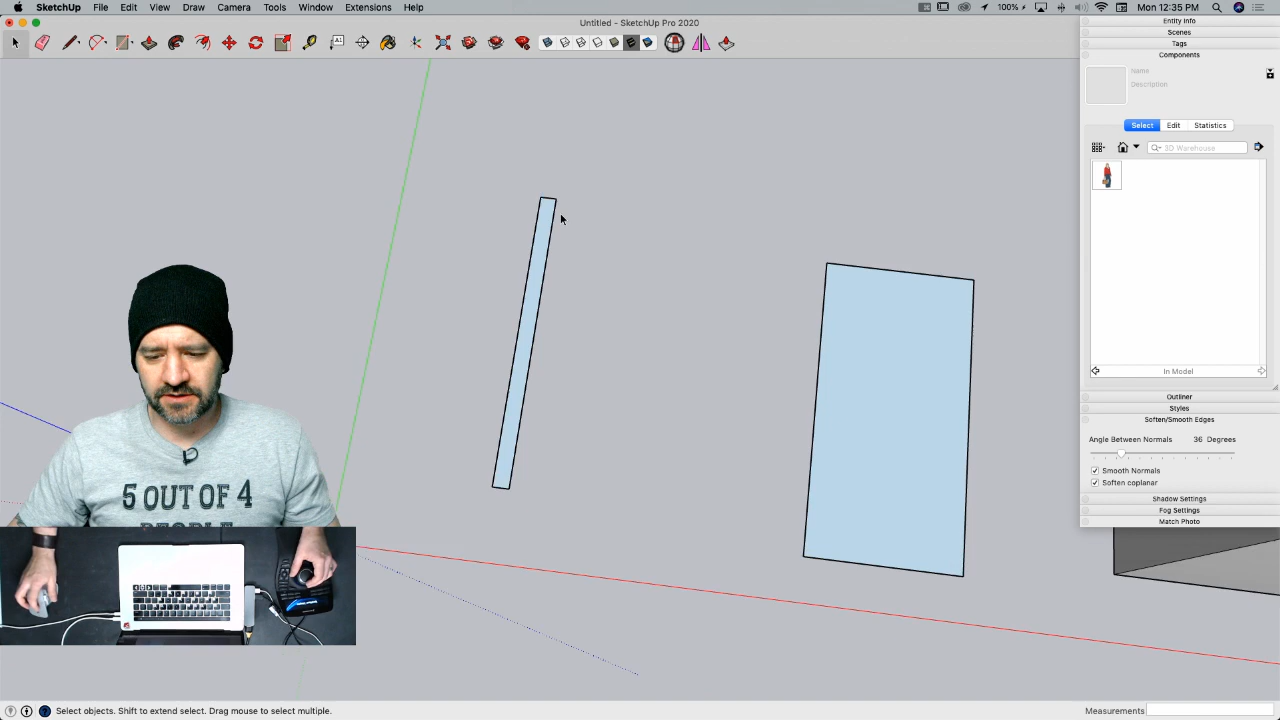 SketchUp File Edit View Draw Camera Tools Window Extensions Help 100% Mon 12:35 PM
Untitled - SketchUp Pro 2020
Entity Info
Scenes
Tags
Components
Name
Description
Select Edit Statistics
3D Warehouse
In Model
Outliner
Styles
Soften/Smooth Edges
Angle Between Normals 36 Degrees
Smooth Normals
Soften coplanar
Shadow Settings
Fog Settings
Match Photo
5 OUT OF 4
PEOPLE
Select objects. Shift to extend select. Drag mouse to select multiple. Measurements